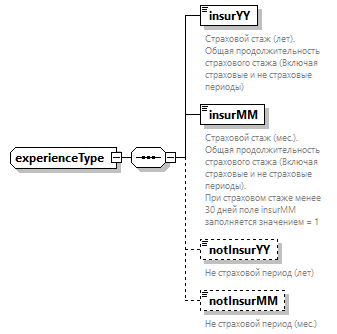 insurYY
Страховой стаж (лет).
Общая продолжительность
страхового стажа (Включая
страховые и не страховые
периоды)
insurMM
Страховой стаж (мес.).
Общая продолжительность
страхового стажа (Включая
страховые и не страховые
периоды).
При страховом стаже менее
30 дней поле insurMM
заполняется значением = 1
experienceType
notInsurYY
Не страховой период (лет)
notInsurMM
Не страховой период (мес.)